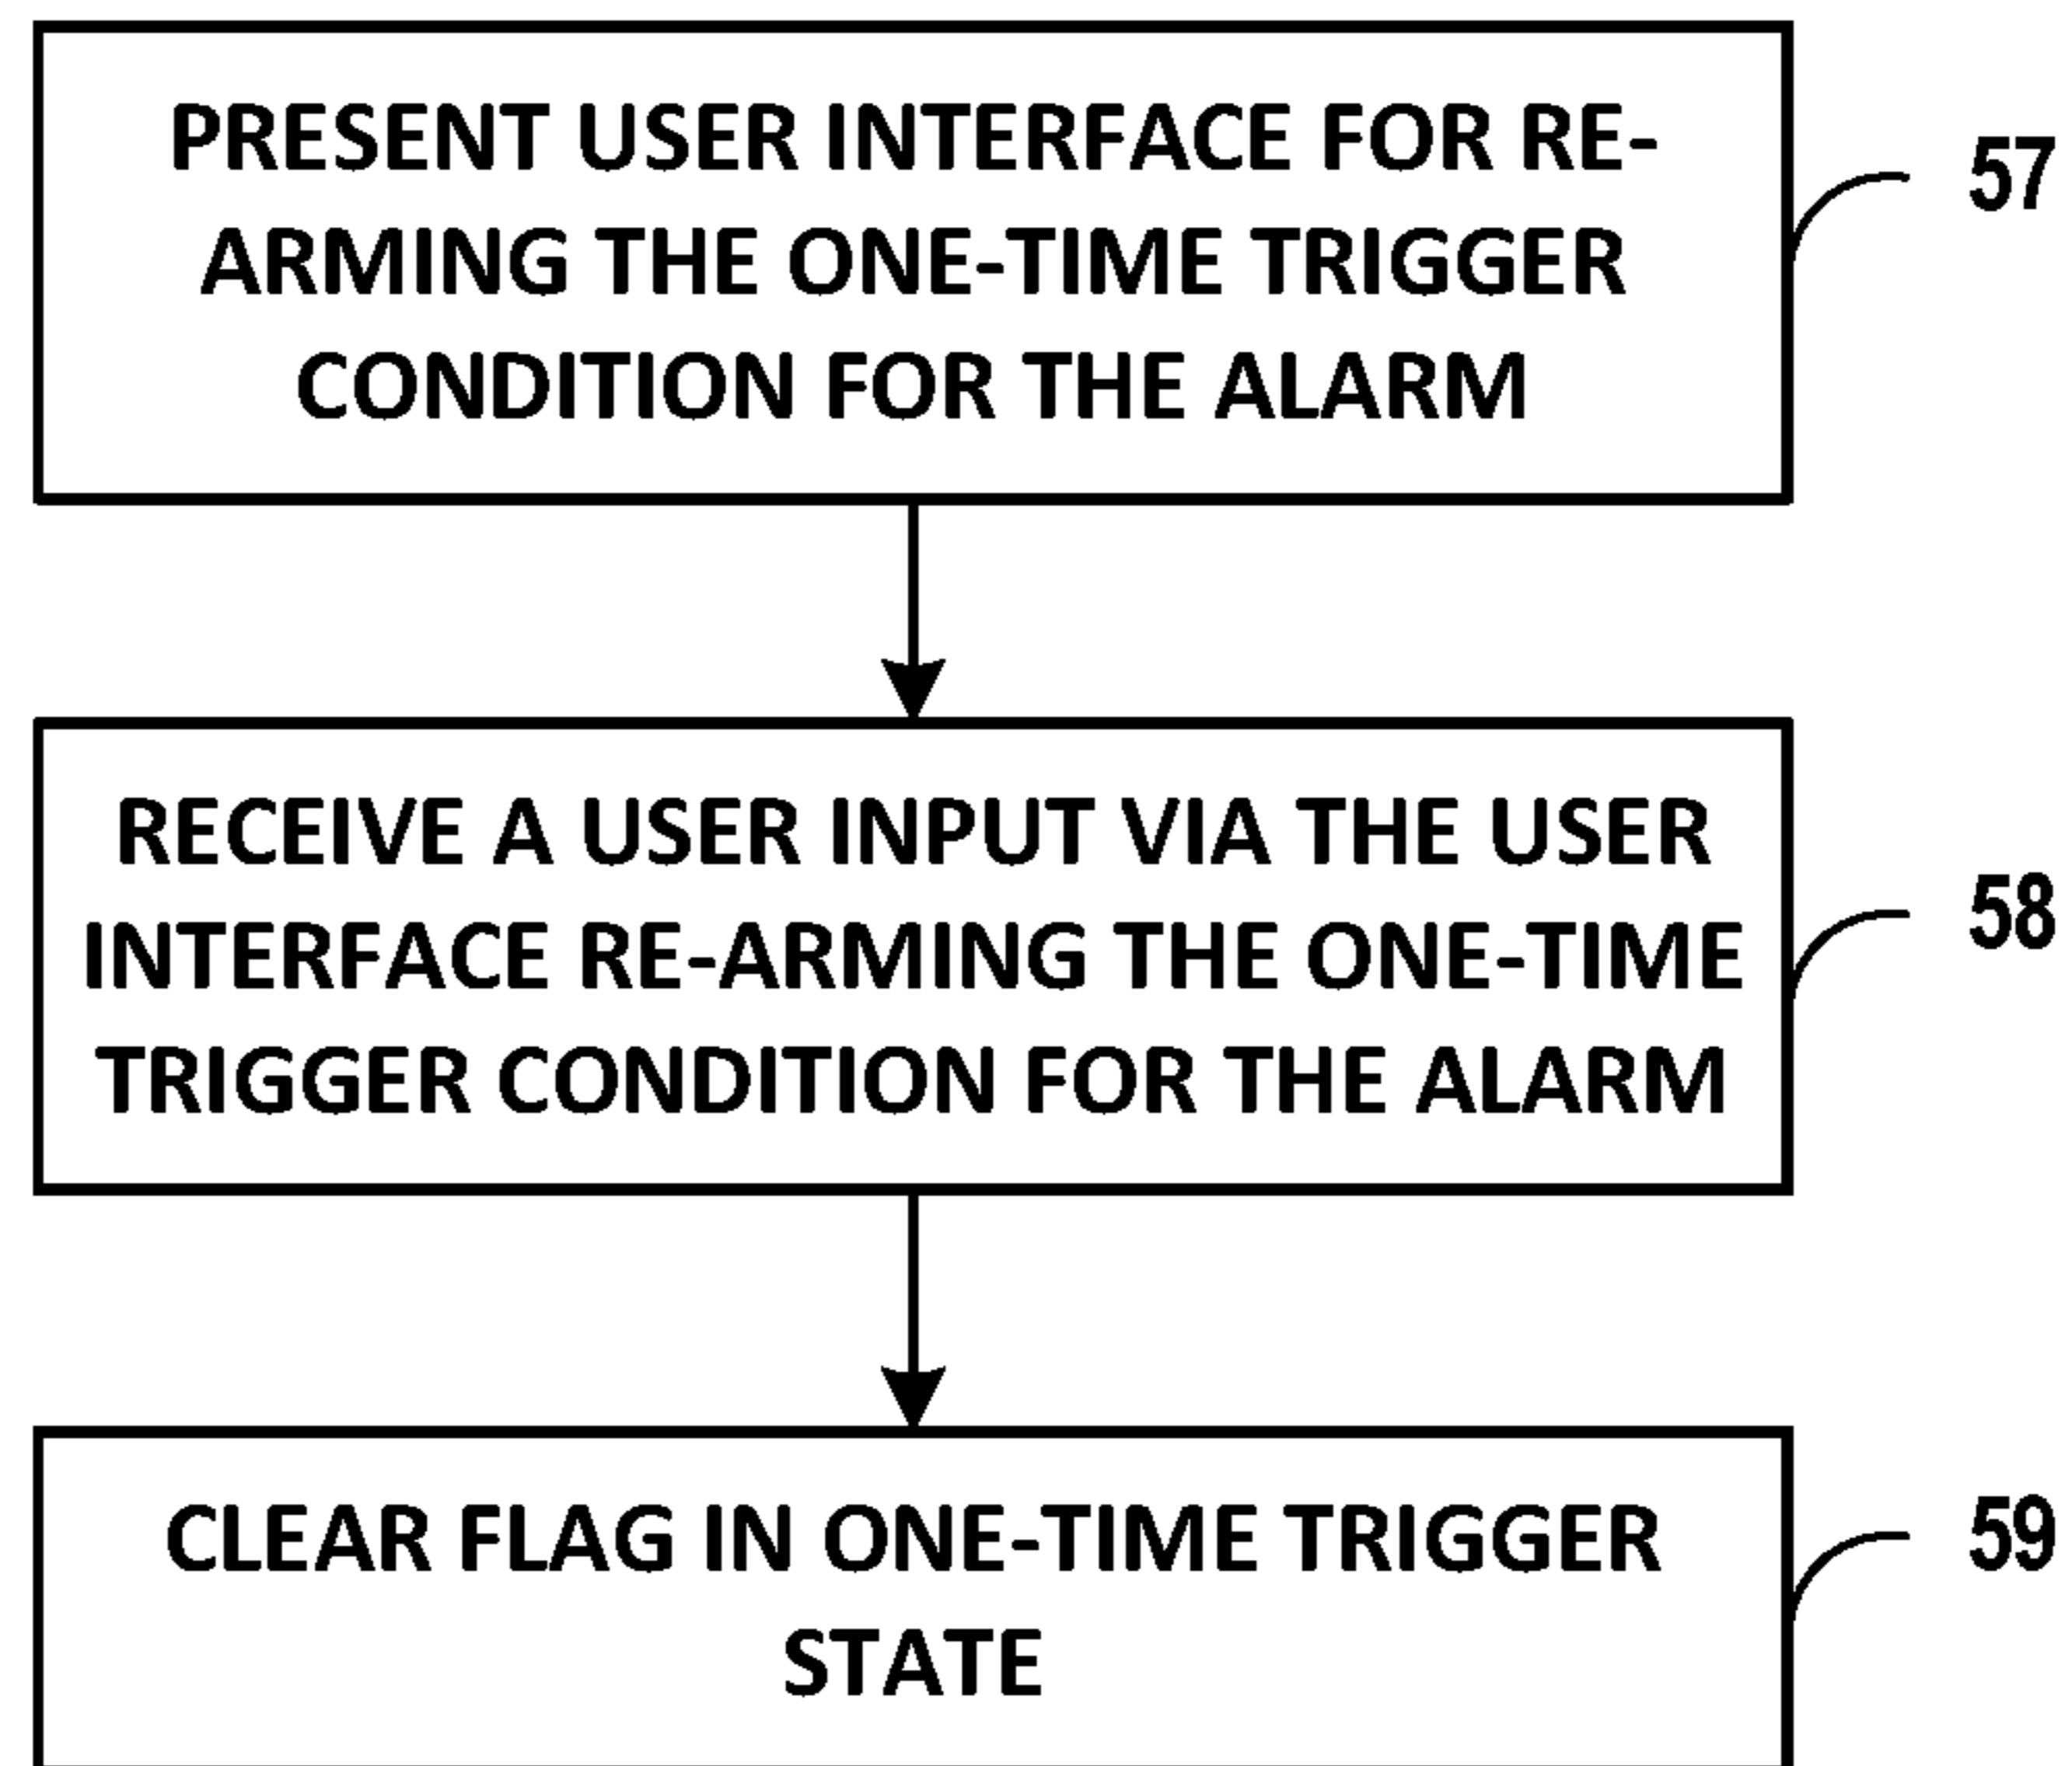 PRESENT USER INTERFACE FOR RE-
ARMING THE ONE-TIME TRIGGER
CONDITION FOR THE ALARM
57
RECEIVE A USER INPUT VIA THE USER
INTERFACE RE-ARMING THE ONE-TIME
TRIGGER CONDITION FOR THE ALARM
58
CLEAR FLAG IN ONE-TIME TRIGGER
STATE
59